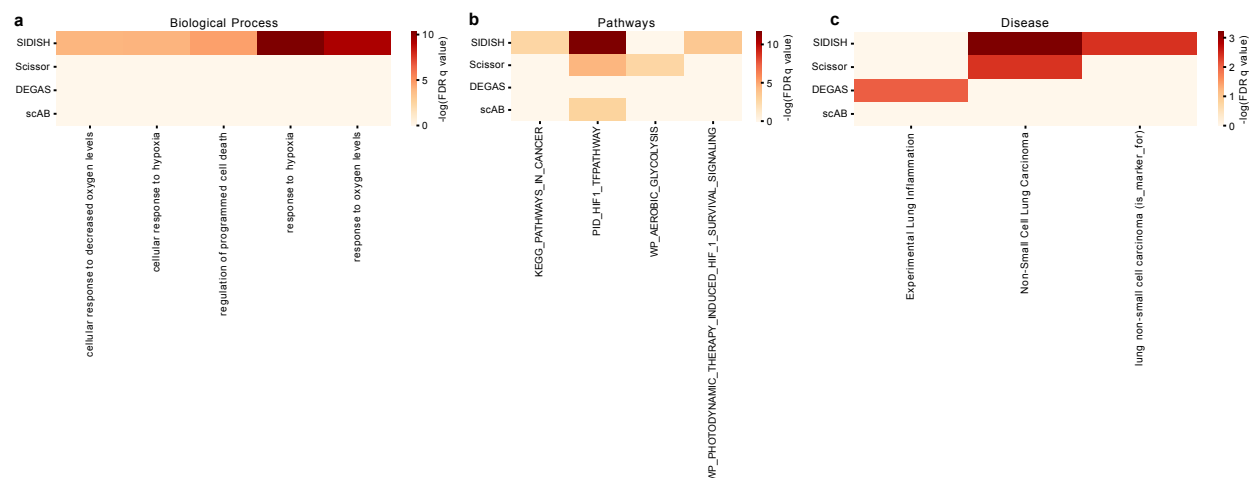 a
Biological Process
SIDISH
Scissor
DEGAS
scAB
10
5
0
-log(FDR q value)
cellular response to decreased oxygen levels
cellular response to hypoxia
regulation of programmed cell death
response to hypoxia
response to oxygen levels
b
Pathways
SIDISH
Scissor
DEGAS
scAB
10
5
0
-log(FDR q value)
KEGG_PATHWAYS_IN_CANCER
PID_HIF1_TFPATHWAY
WP_AEROBIC_GLYCOLYSIS
WP_PHOTODYNAMIC_THERAPY_INDUCED_HIF_1_SURVIVAL_SIGNALING
c
Disease
SIDISH
Scissor
DEGAS
scAB
3
2
1
0
-log(FDR q value)
Experimental Lung Inflammation
Non-Small Cell Lung Carcinoma
lung non-small cell carcinoma (is_marker_for)